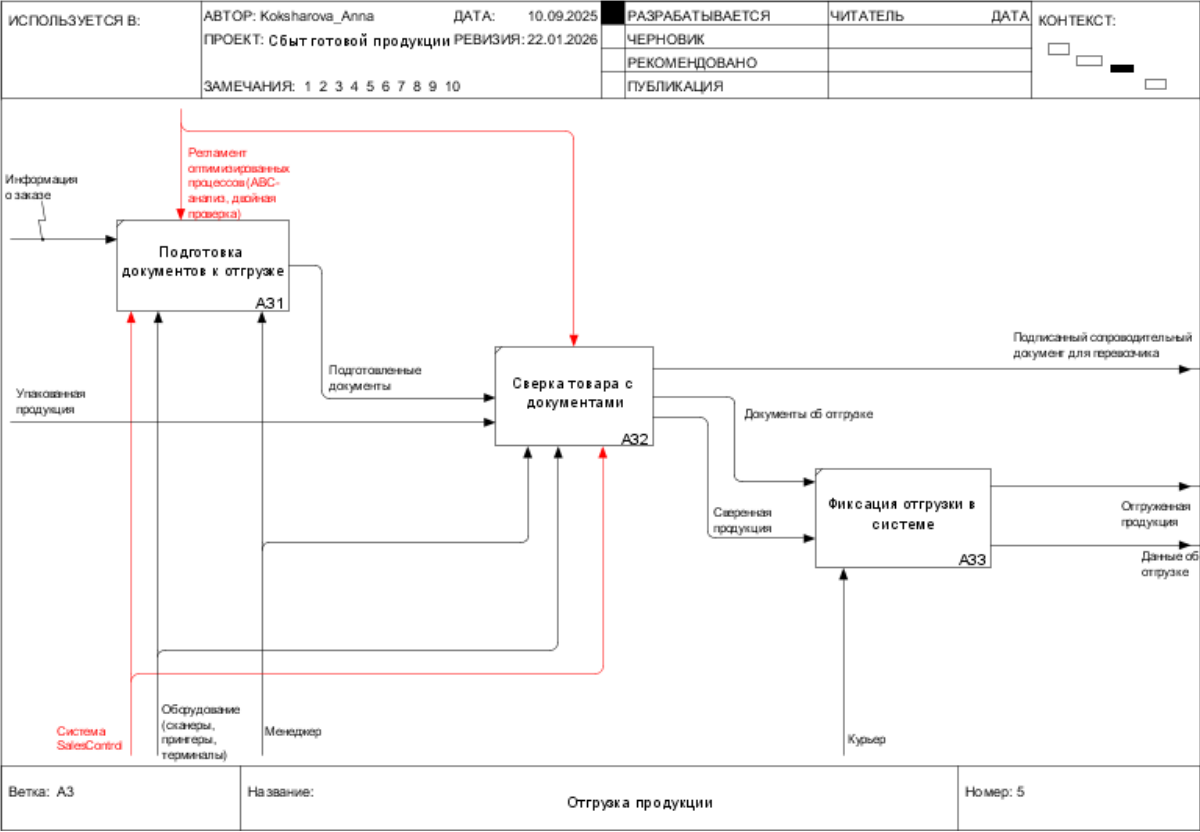 ИСПОЛЬЗУЕТСЯ В:
АВТОР: Koksharova_Anna ДАТА: 10.09.2025
ПРОЕКТ: Сбыт готовой продукции РЕВИЗИЯ: 22.01.2026
ЗАМЕЧАНИЯ: 1 2 3 4 5 6 7 8 9 10
РАЗРАБАТЫВАЕТСЯ
ЧЕРНОВИК
РЕКОМЕНДОВАНО
ПУБЛИКАЦИЯ
ЧИТАТЕЛЬ ДАТА
КОНТЕКСТ:
Регламент
оптимизированных
процессов (АВС-
анализ, двойная
проверка)
Информация
о заказе
Подготовка
документов к отгрузке
А31
Подписанный сопроводительный
документ для перевозчика
Подготовленные
документы
Упакованная
продукция
Сверка товара с
документами
А32
Документы об отгрузке
Сверенная
продукция
Фиксация отгрузки в
системе
А33
Отгруженная
продукция
Данные об
отгрузке
Система
SalesControl
Оборудование
(сканеры,
принтеры,
терминалы)
Менеджер
Курьер
Ветка: А3
Название:
Отгрузка продукции
Номер: 5